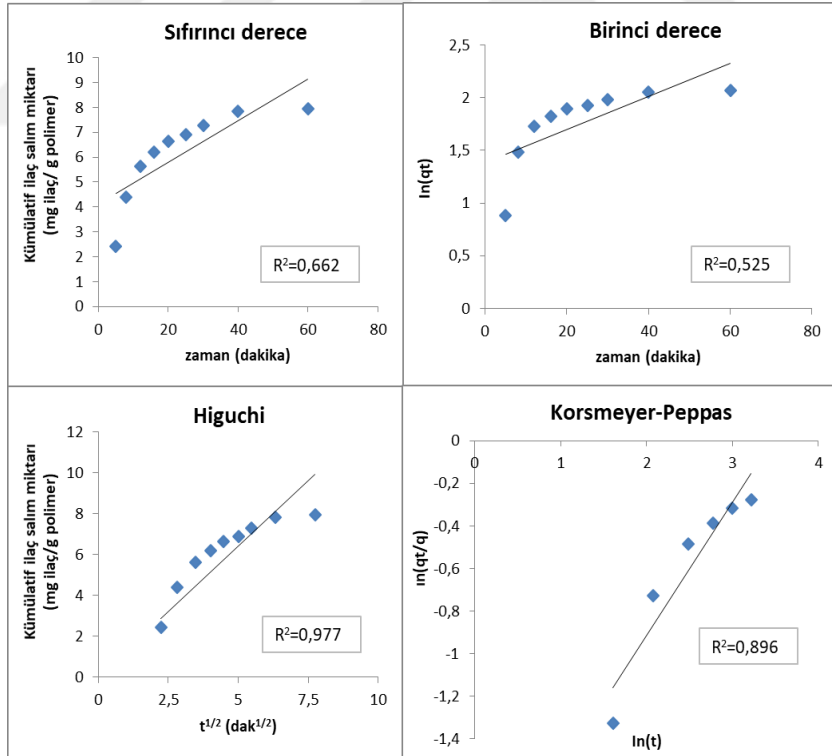 Sıfırıncı derece
Kümülatif ilaç salım miktarı
(mg ilaç/ g polimer)
10
9
8
7
6
5
4
3
2
1
0
R²=0,662
0 20 40 60 80
zaman (dakika)
Birinci derece
ln(qt)
2,5
2
1,5
1
0,5
0
R²=0,525
0 20 40 60 80
zaman (dakika)
Higuchi
Kümülatif ilaç salım miktarı
(mg ilaç/g polimer)
12
10
8
6
4
2
0
R²=0,977
0 2,5 5 7,5 10
t^1/2 (dak^1/2)
Korsmeyer-Peppas
0 1 2 3 4
ın(qt/q)
0
-0,2
-0,4
-0,6
-0,8
-1
-1,2
-1,4
R²=0,896
In(t)